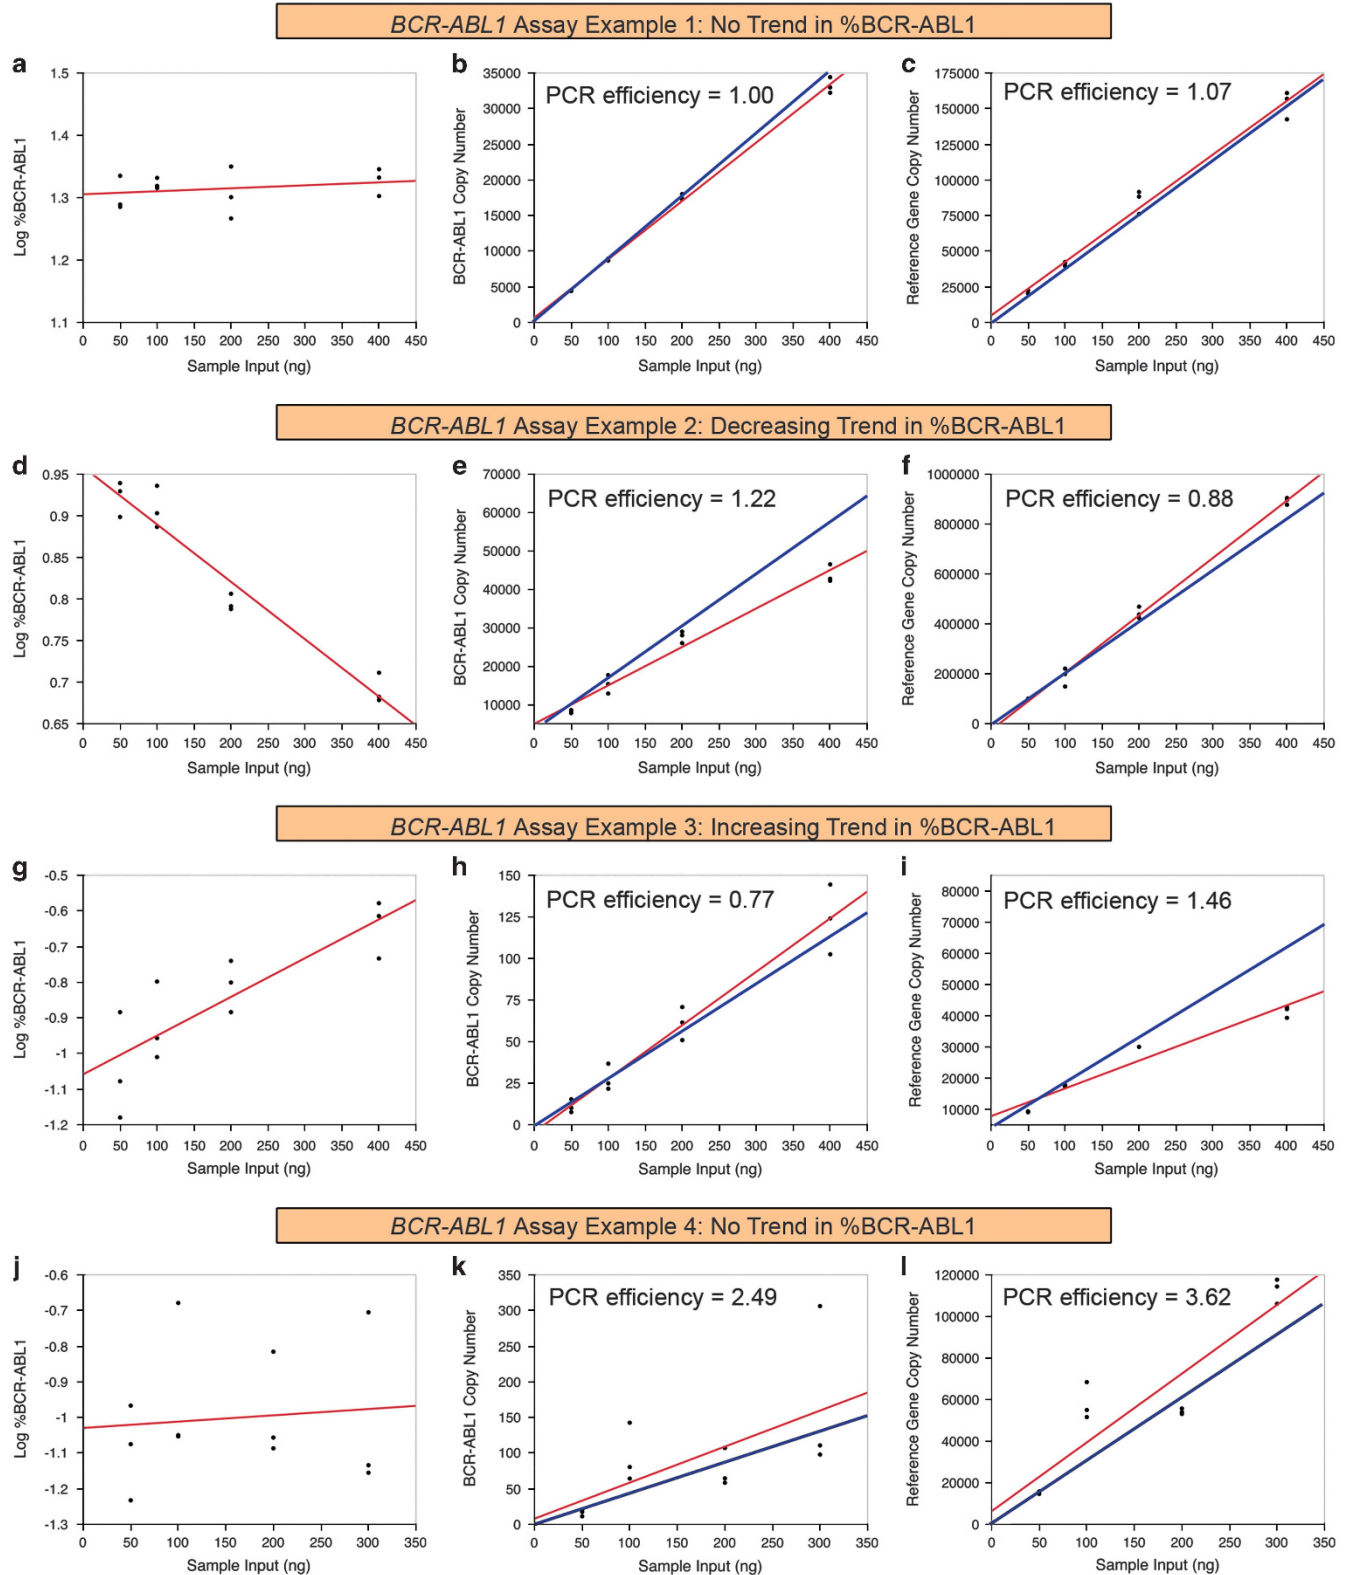 BCR-ABL1 Assay Example 1: No Trend in %BCR-ABL1
a
1.5
1.4
1.3
1.2
1.1
Log %BCR-ABL1
0 50 100 150 200 250 300 350 400 450
Sample Input (ng)
b
PCR efficiency = 1.00
35000
30000
25000
20000
15000
10000
5000
0
BCR-ABL1 Copy Number
0 50 100 150 200 250 300 350 400 450
Sample Input (ng)
c
PCR efficiency = 1.07
175000
150000
125000
100000
75000
50000
25000
0
Reference Gene Copy Number
0 50 100 150 200 250 300 350 400 450
Sample Input (ng)
BCR-ABL1 Assay Example 2: Decreasing Trend in %BCR-ABL1
d
0.95
0.9
0.85
0.8
0.75
0.7
0.65
Log %BCR-ABL1
0 50 100 150 200 250 300 350 400 450
Sample Input (ng)
e
PCR efficiency = 1.22
70000
60000
50000
40000
30000
20000
10000
BCR-ABL1 Copy Number
0 50 100 150 200 250 300 350 400 450
Sample Input (ng)
f
PCR efficiency = 0.88
1000000
800000
600000
400000
200000
0
Reference Gene Copy Number
0 50 100 150 200 250 300 350 400 450
Sample Input (ng)
BCR-ABL1 Assay Example 3: Increasing Trend in %BCR-ABL1
g
-0.5
-0.6
-0.7
-0.8
-0.9
-1
-1.1
-1.2
Log %BCR-ABL1
0 50 100 150 200 250 300 350 400 450
Sample Input (ng)
h
PCR efficiency = 0.77
150
125
100
75
50
25
0
BCR-ABL1 Copy Number
0 50 100 150 200 250 300 350 400 450
Sample Input (ng)
i
PCR efficiency = 1.46
80000
70000
60000
50000
40000
30000
20000
10000
Reference Gene Copy Number
0 50 100 150 200 250 300 350 400 450
Sample Input (ng)
BCR-ABL1 Assay Example 4: No Trend in %BCR-ABL1
j
-0.6
-0.7
-0.8
-0.9
-1
-1.1
-1.2
-1.3
Log %BCR-ABL1
0 50 100 150 200 250 300 350
Sample Input (ng)
k
PCR efficiency = 2.49
350
300
250
200
150
100
50
0
BCR-ABL1 Copy Number
0 50 100 150 200 250 300 350
Sample Input (ng)
l
PCR efficiency = 3.62
120000
100000
80000
60000
40000
20000
0
Reference Gene Copy Number
0 50 100 150 200 250 300 350
Sample Input (ng)